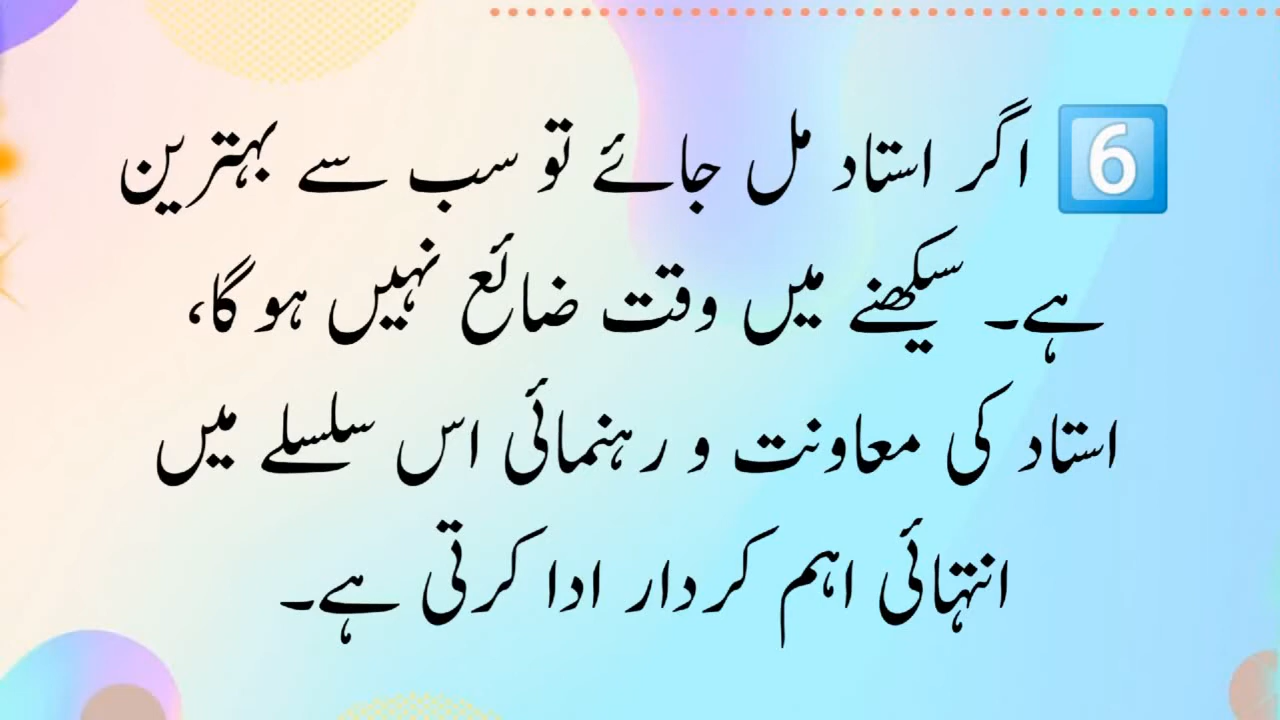 6️⃣ اگر استاد مل جائے تو سب سے بہترین
ہے۔ سیکھنے میں وقت ضائع نہیں ہو گا،
استاد کی معاونت و رہنمائی اس سلسلے میں
انتہائی اہم کردار ادا کرتی ہے۔